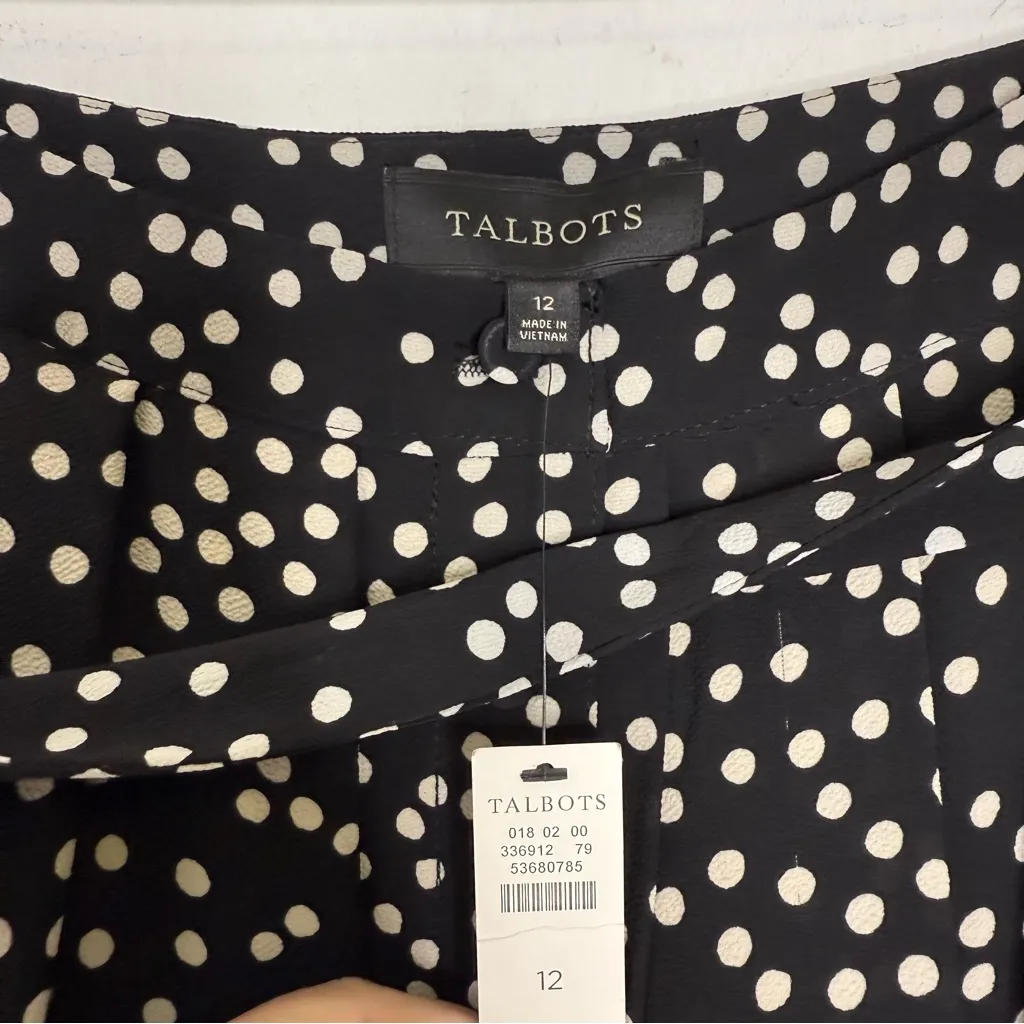 TALBOTS
12
MADE IN
VIETNAM
TALBOTS
018 02 00
336912 79
53680785
12